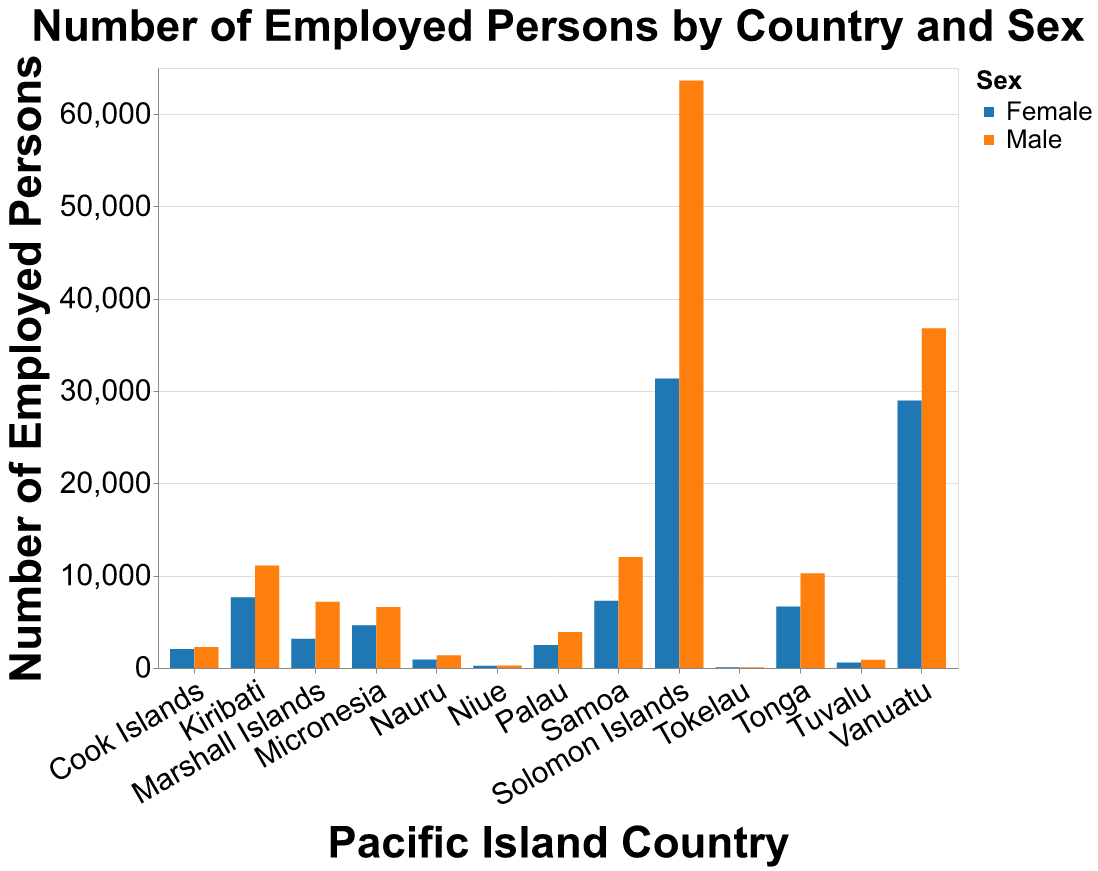 Number of Employed Persons by Country and Sex
Number of Employed Persons
60,000
50,000
40,000
30,000
20,000
10,000
0
Sex
Female
Male
Cook Islands
Kiribati
Marshall Islands
Micronesia
Nauru
Niue
Palau
Samoa
Solomon Islands
Tokelau
Tonga
Tuvalu
Vanuatu
Pacific Island Country